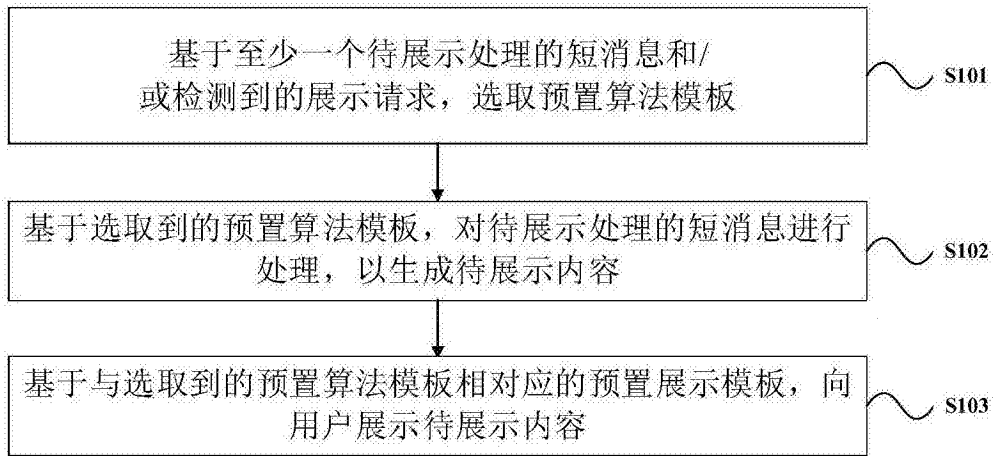 基于至少一个待展示处理的短消息和/
或检测到的展示请求，选取预置算法模板
S101
基于选取到的预置算法模板，对待展示处理的短消息进行
处理，以生成待展示内容
S102
基于与选取到的预置算法模板相对应的预置展示模板，向
用户展示待展示内容
S103